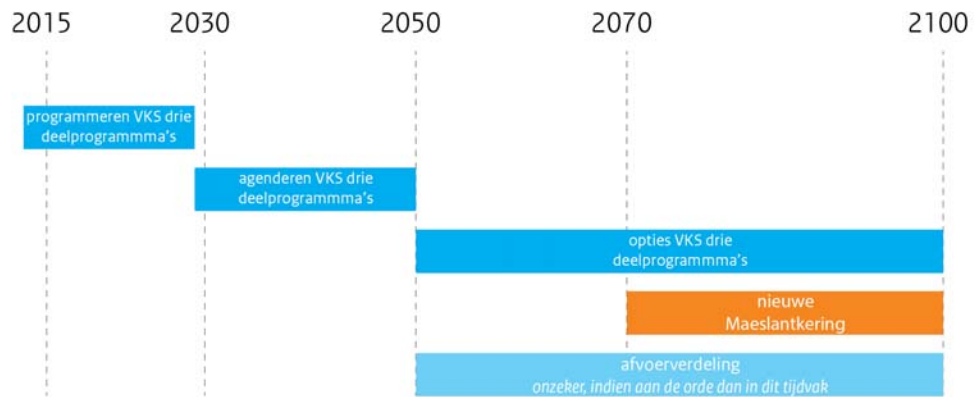 2015 2030 2050 2070 2100
programmeren VKS drie
deelprogrammma's
agenderen VKS drie
deelprogrammma's
opties VKS drie
deelprogrammma's
nieuwe
Maeslantkering
afvoerverdeling
onzeker, indien aan de orde dan in dit tijdvak